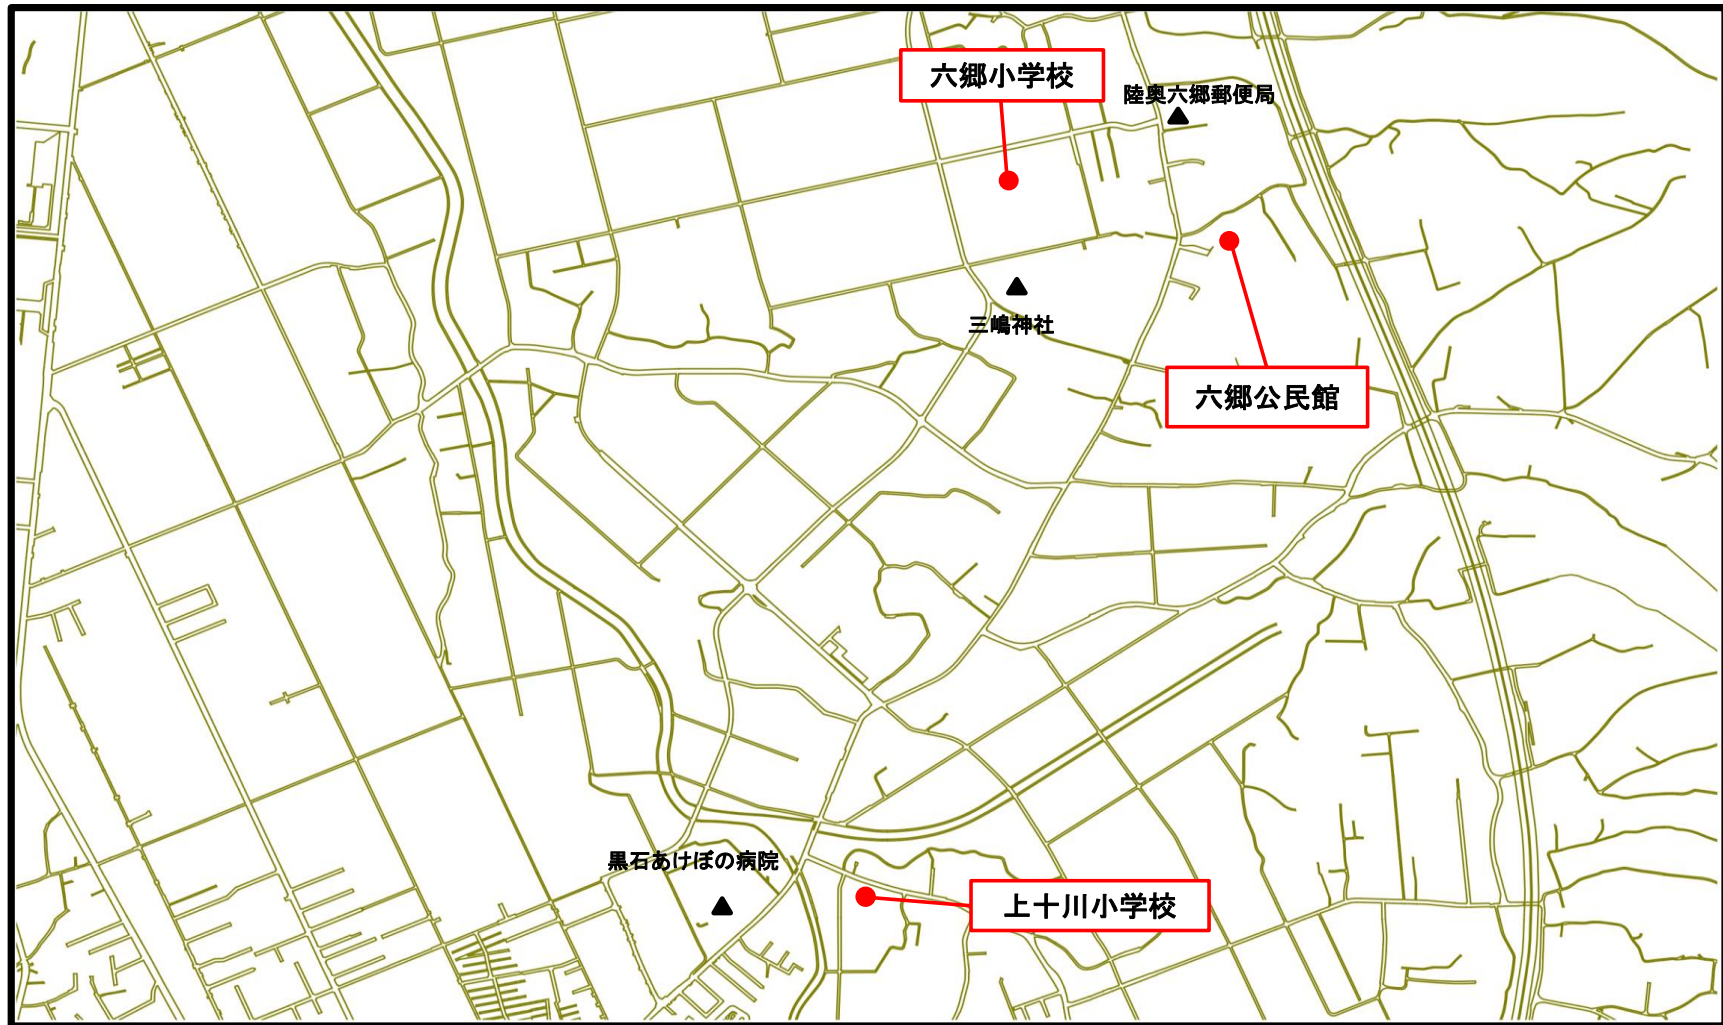 六郷小学校
陸奥六郷郵便局
三嶋神社
六郷公民館
黒石あけぼの病院
上十川小学校